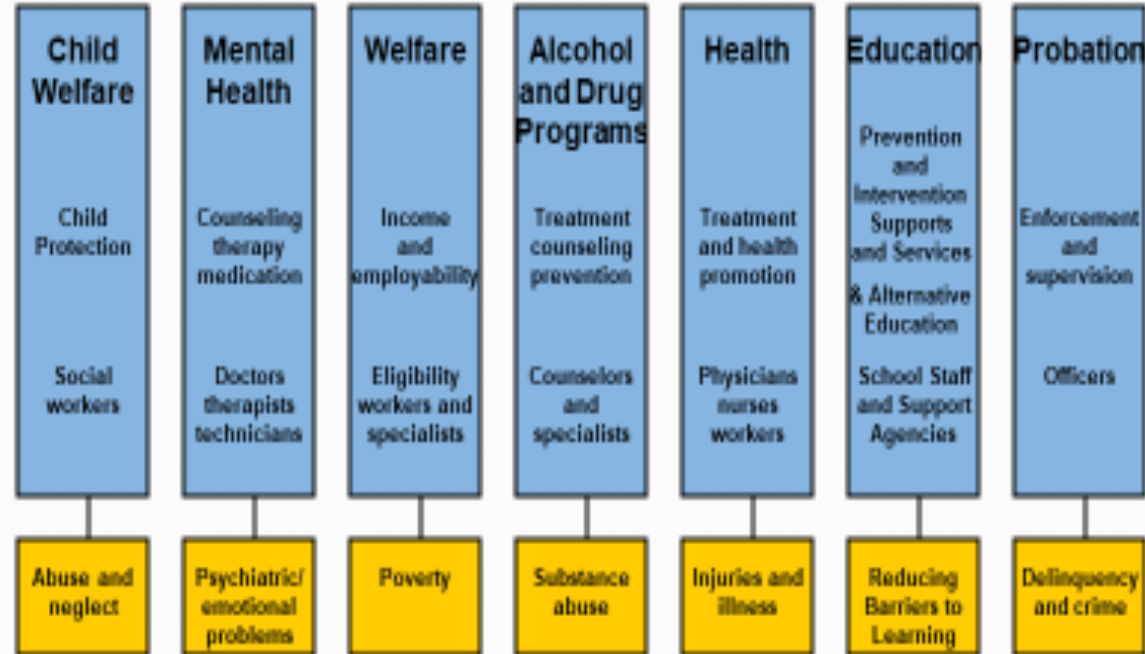 Child
Welfare
Child
Protection
Social
workers
Abuse and
neglect
Mental
Health
Counseling
therapy
medication
Doctors
therapists
technicians
Psychiatric/
emotional
problems
Welfare
Income
and
employability
Eligibility
workers and
specialists
Poverty
Alcohol
and Drug
Programs
Treatment
counseling
prevention
Counselors
and
specialists
Substance
abuse
Health
Treatment
and health
promotion
Physicians
nurses
workers
Injuries and
illness
Education
Prevention
and
Intervention
Supports
and Services
& Alternative
Education
School Staff
and Support
Agencies
Reducing
Barriers to
Learning
Probation
Enforcement
and
supervision
Officers
Delinquency
and crime